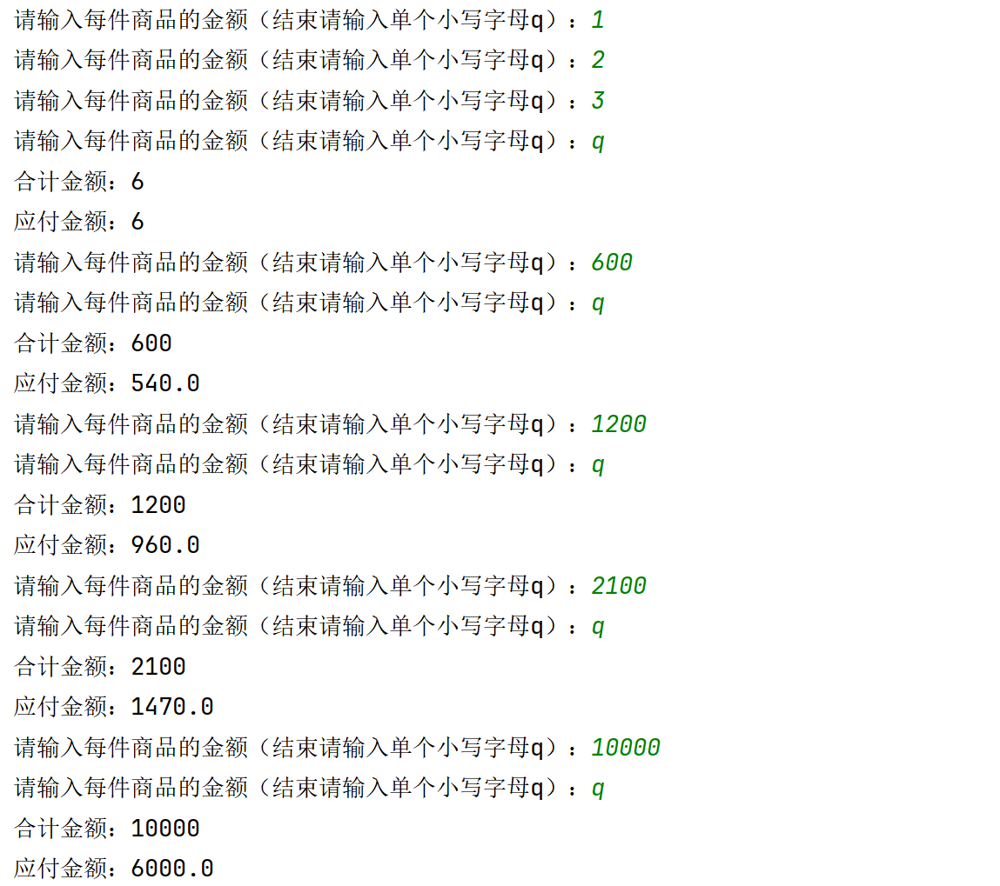 请输入每件商品的金额（结束请输入单个小写字母q）：1
请输入每件商品的金额（结束请输入单个小写字母q）：2
请输入每件商品的金额（结束请输入单个小写字母q）：3
请输入每件商品的金额（结束请输入单个小写字母q）：q
合计金额：6
应付金额：6
请输入每件商品的金额（结束请输入单个小写字母q）：600
请输入每件商品的金额（结束请输入单个小写字母q）：q
合计金额：600
应付金额：540.0
请输入每件商品的金额（结束请输入单个小写字母q）：1200
请输入每件商品的金额（结束请输入单个小写字母q）：q
合计金额：1200
应付金额：960.0
请输入每件商品的金额（结束请输入单个小写字母q）：2100
请输入每件商品的金额（结束请输入单个小写字母q）：q
合计金额：2100
应付金额：1470.0
请输入每件商品的金额（结束请输入单个小写字母q）：10000
请输入每件商品的金额（结束请输入单个小写字母q）：q
合计金额：10000
应付金额：6000.0